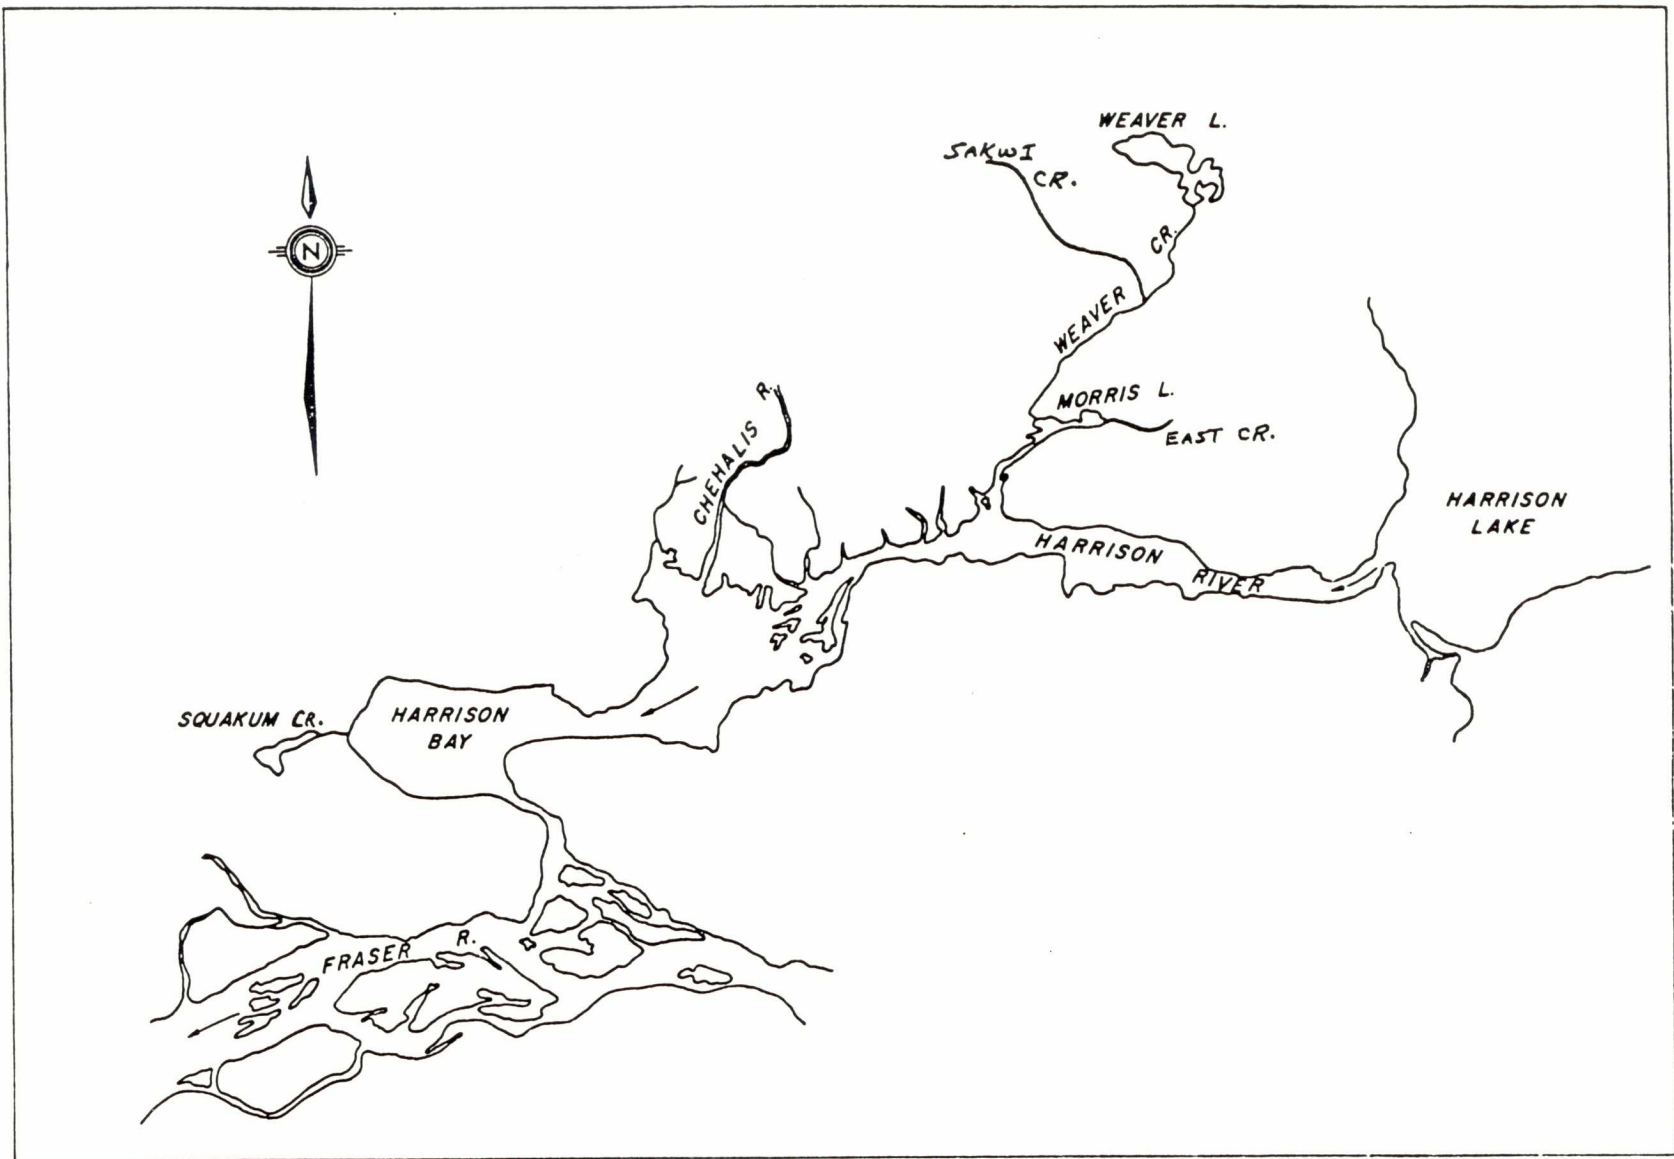 WEAVER L.
SAKWI
CR.
N
CR.
WEAVER
MORRIS L.
EAST CR.
CHEHALIS R.
HARRISON
LAKE
HARRISON
RIVER
SQUAKUM CR.
HARRISON
BAY
FRASER R.